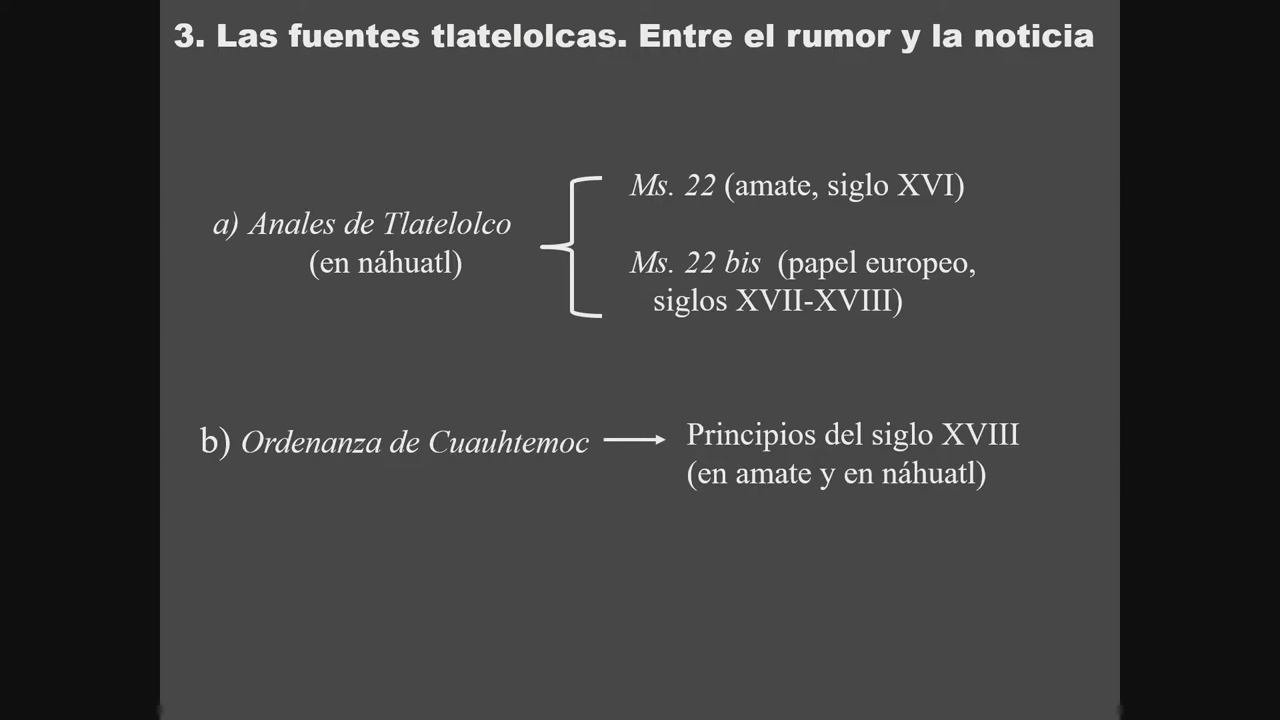 3. Las fuentes tlatelolcas. Entre el rumor y la noticia
a) Anales de Tlatelolco
(en náhuatl)
Ms. 22 (amate, siglo XVI)
Ms. 22 bis (papel europeo,
siglos XVII-XVIII)
b) Ordenanza de Cuauhtemoc
Principios del siglo XVIII
(en amate y en náhuatl)